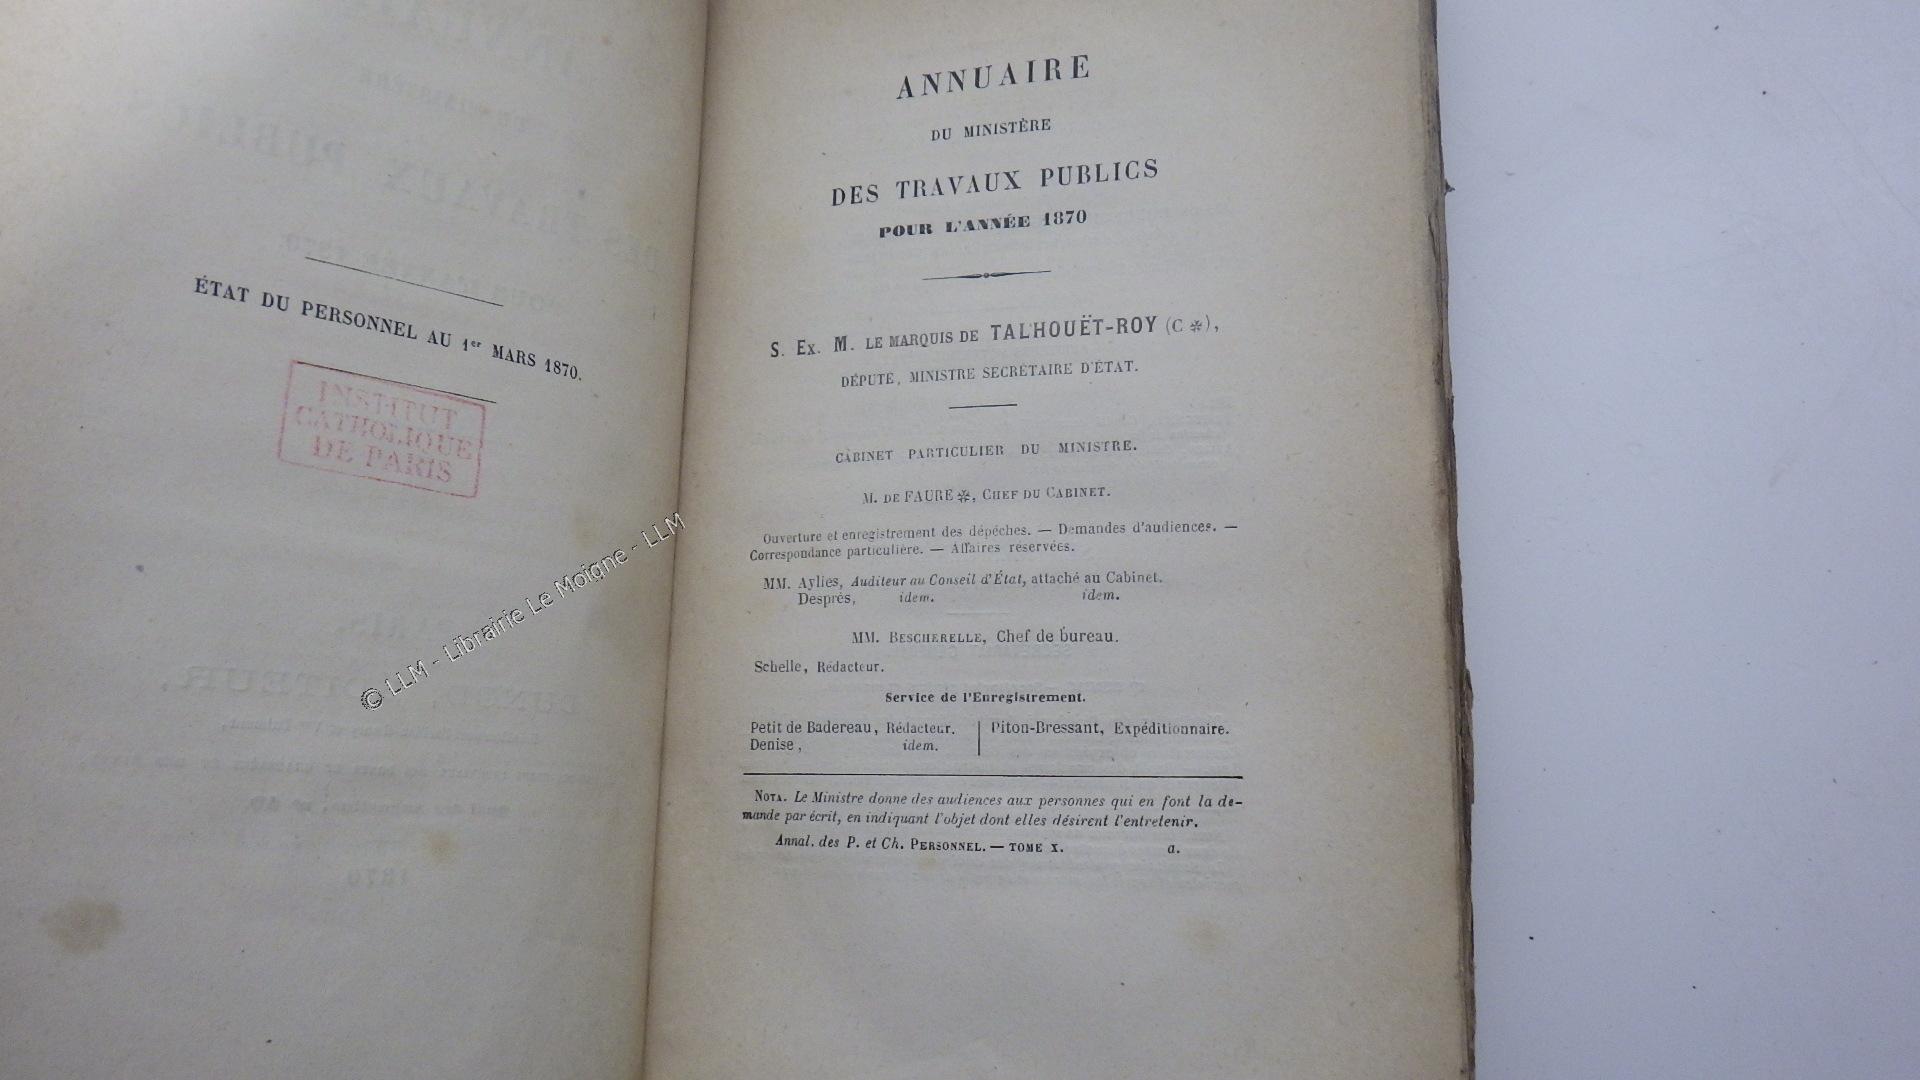 ÉTAT DU PERSONNEL AU 1er MARS 1870.
INSTITUT
CATHOLIQUE
DE PARIS
© LLM - Librairie Le Moigne - LLM
ANNUAIRE
DU MINISTÈRE
DES TRAVAUX PUBLICS
POUR L'ANNÉE 1870
S. Ex. M. LE MARQUIS DE TALHOUËT-ROY (C ✻),
DÉPUTÉ, MINISTRE SECRÉTAIRE D'ÉTAT.
CABINET PARTICULIER DU MINISTRE.
M. DE FAURE ✻, CHEF DU CABINET.
Ouverture et enregistrement des dépêches. — Demandes d'audiences. —
Correspondance particulière. — Affaires réservées.
MM. Aylies, Auditeur au Conseil d'État, attaché au Cabinet.
Després, idem. idem.
MM. BESCHERELLE, Chef de bureau.
Schelle, Rédacteur.
Service de l'Enregistrement.
Petit de Badereau, Rédacteur. | Piton-Bressant, Expéditionnaire.
Denise, idem.
NOTA. Le Ministre donne des audiences aux personnes qui en font la de-
mande par écrit, en indiquant l'objet dont elles désirent l'entretenir.
Annal. des P. et Ch. PERSONNEL. — TOME X. a.